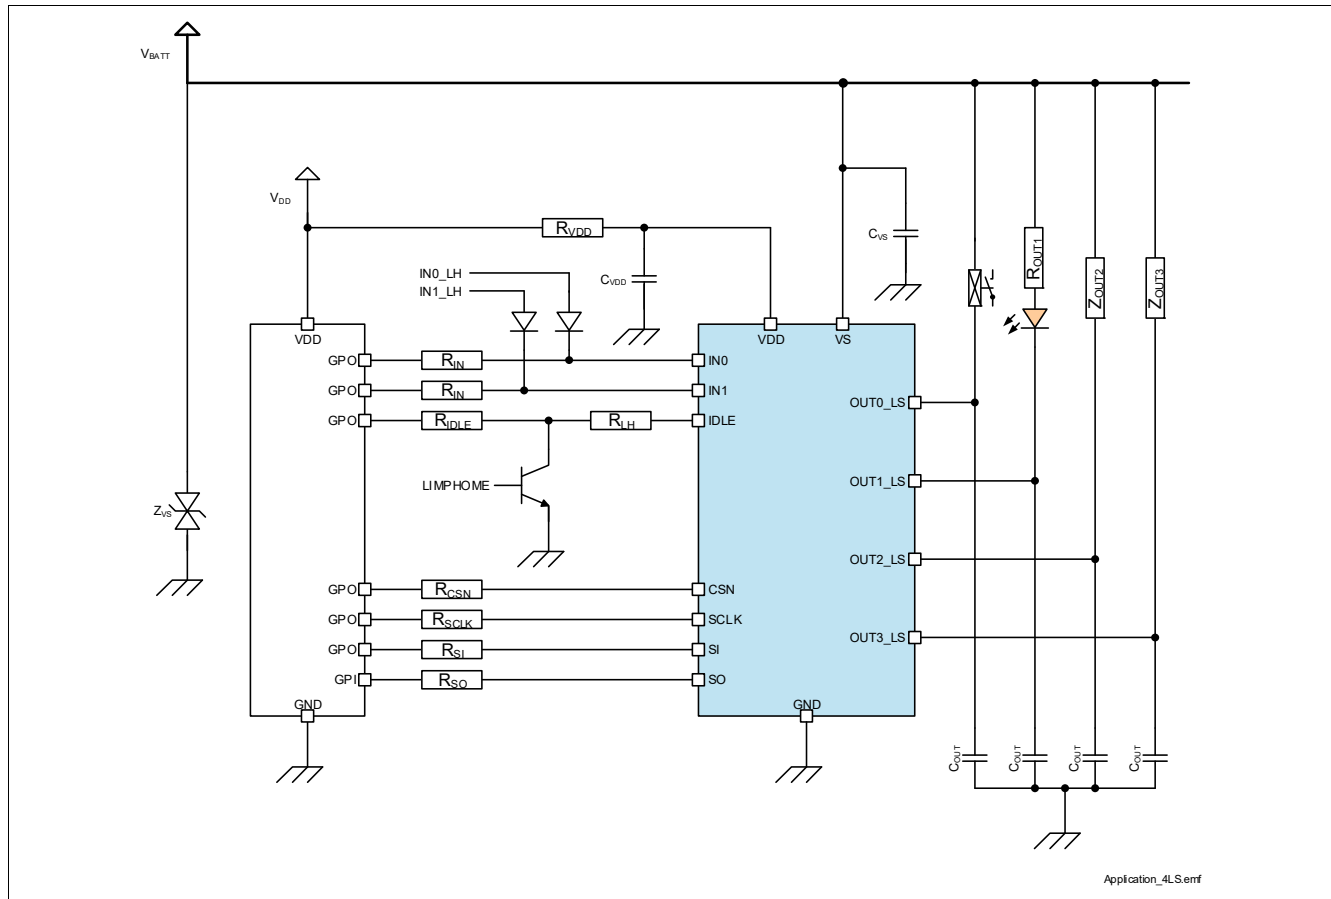 VBATT
VDD
RVDD
CVS
IN0_LH
IN1_LH
CVDD
ROUT1
ZOUT2
ZOUT3
VDD
VDD
VS
GPO
RIN
IN0
GPO
RIN
IN1
OUT0_LS
GPO
RIDLE
RLH
IDLE
LIMPHOME
OUT1_LS
ZVS
OUT2_LS
GPO
RCSN
CSN
GPO
RSCLK
SCLK
OUT3_LS
GPO
RSI
SI
GPI
RSO
SO
GND
GND
COUT
COUT
COUT
COUT
Application_4LS.emf